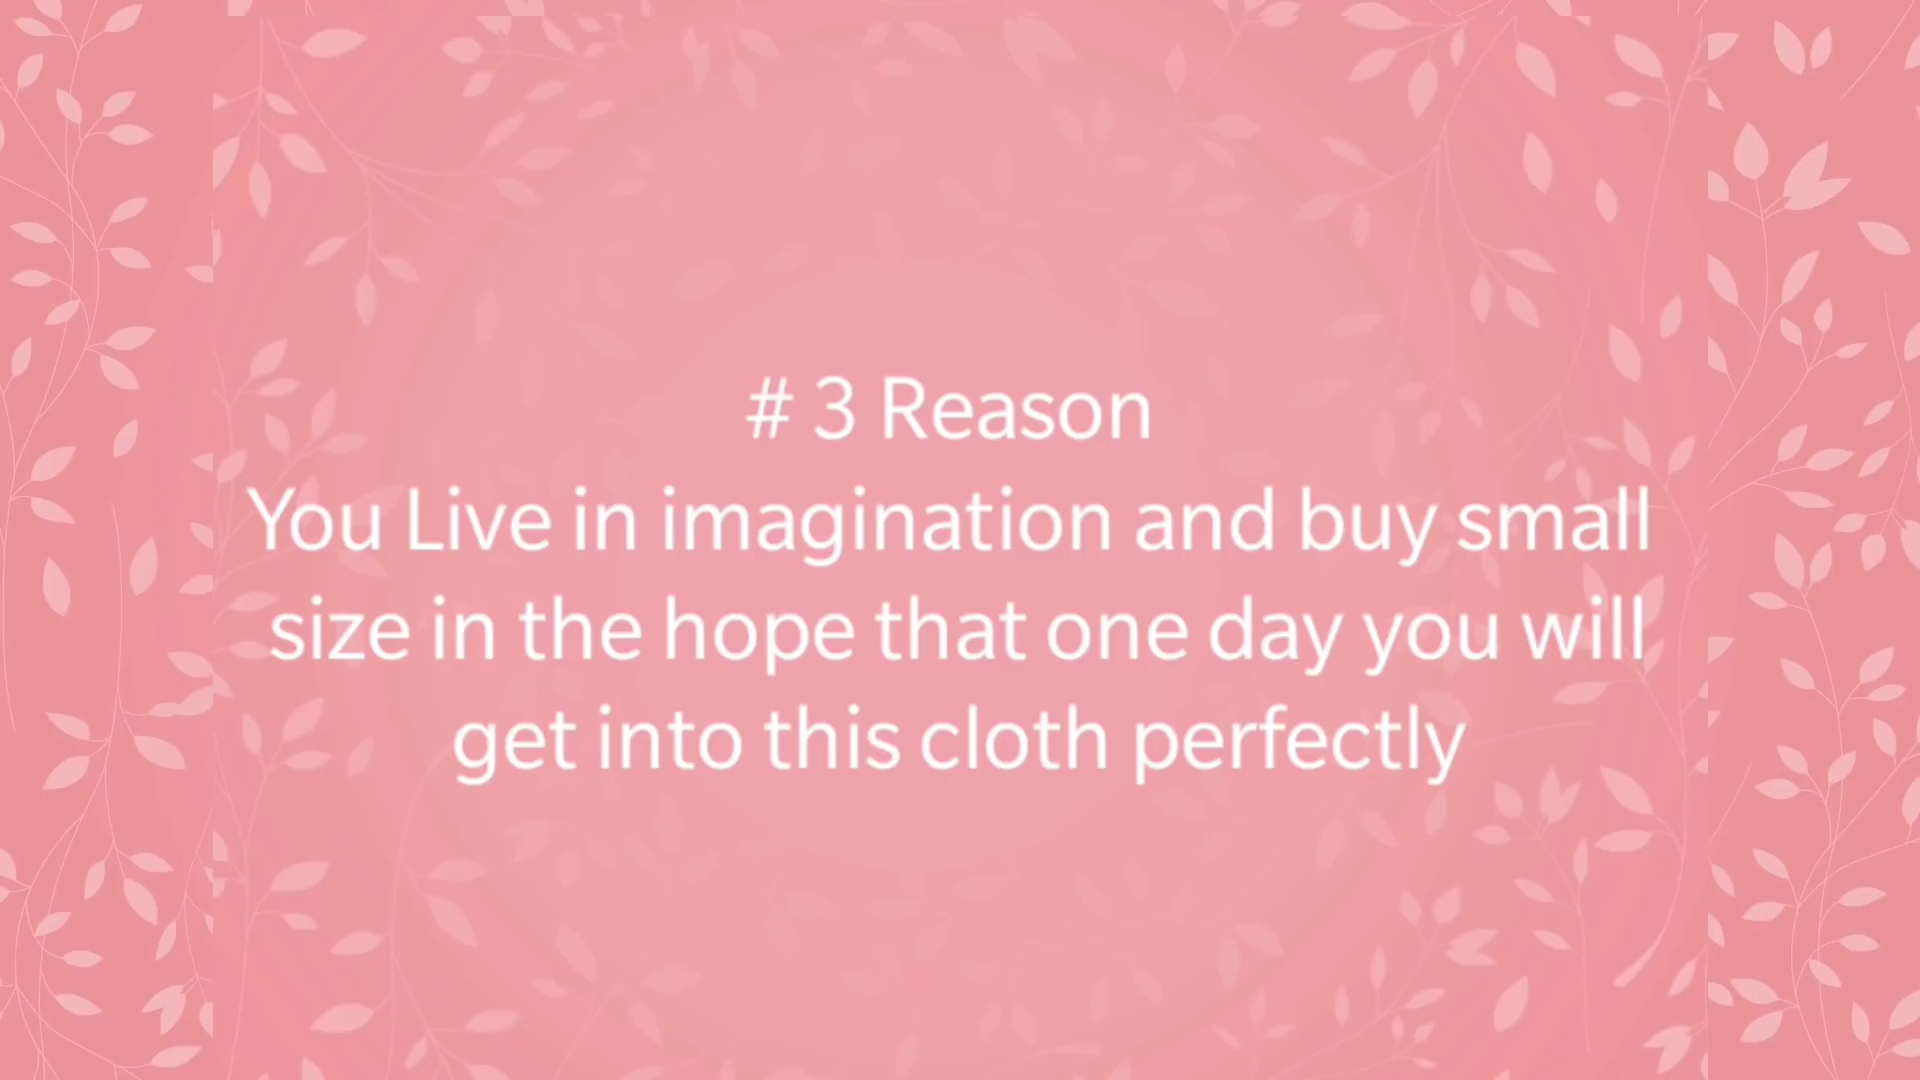 # 3 Reason
You Live in imagination and buy small
size in the hope that one day you will
get into this cloth perfectly